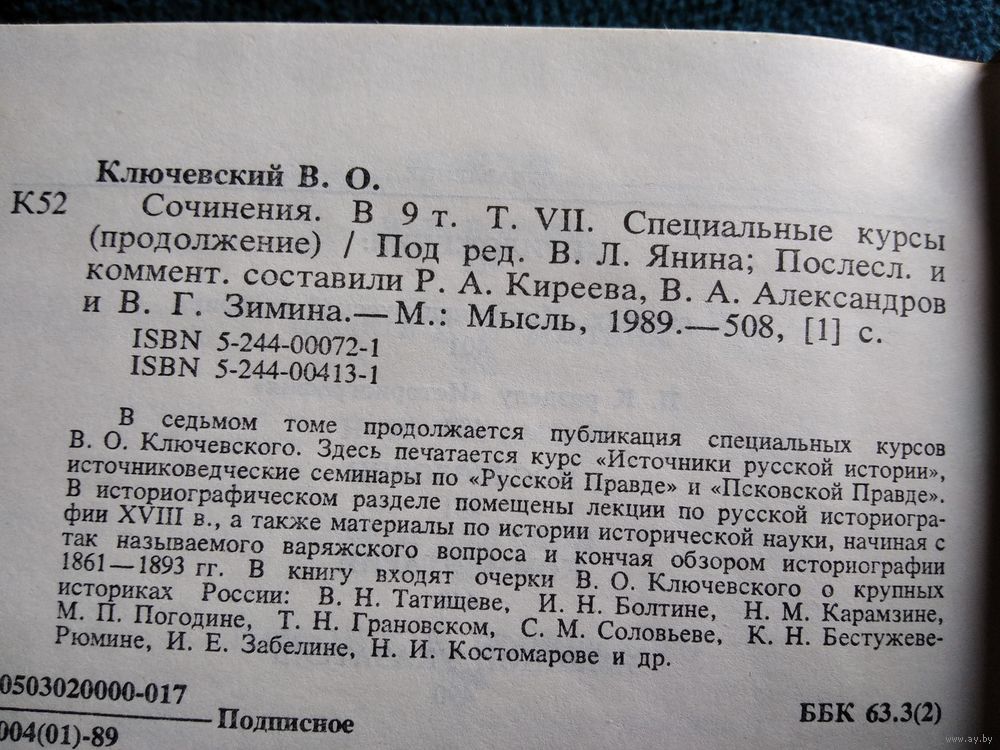 Ключевский В. О.
К52 Сочинения. В 9 т. Т. VII. Специальные курсы
(продолжение) / Под ред. В. Л. Янина; Послесл. и
коммент. составили Р. А. Киреева, В. А. Александров
и В. Г. Зимина.— М.: Мысль, 1989.— 508, [1] с.
ISBN 5-244-00072-1
ISBN 5-244-00413-1
В седьмом томе продолжается публикация специальных курсов
В. О. Ключевского. Здесь печатается курс «Источники русской истории»,
источниковедческие семинары по «Русской Правде» и «Псковской Правде».
В историографическом разделе помещены лекции по русской историогра-
фии XVIII в., а также материалы по истории исторической науки, начиная с
так называемого варяжского вопроса и кончая обзором историографии
1861—1893 гг. В книгу входят очерки В. О. Ключевского о крупных
историках России: В. Н. Татищеве, И. Н. Болтине, Н. М. Карамзине,
М. П. Погодине, Т. Н. Грановском, С. М. Соловьеве, К. Н. Бестужеве-
Рюмине, И. Е. Забелине, Н. И. Костомарове и др.
0503020000-017
Подписное
004(01)-89
ББК 63.3(2)
www.ay.by